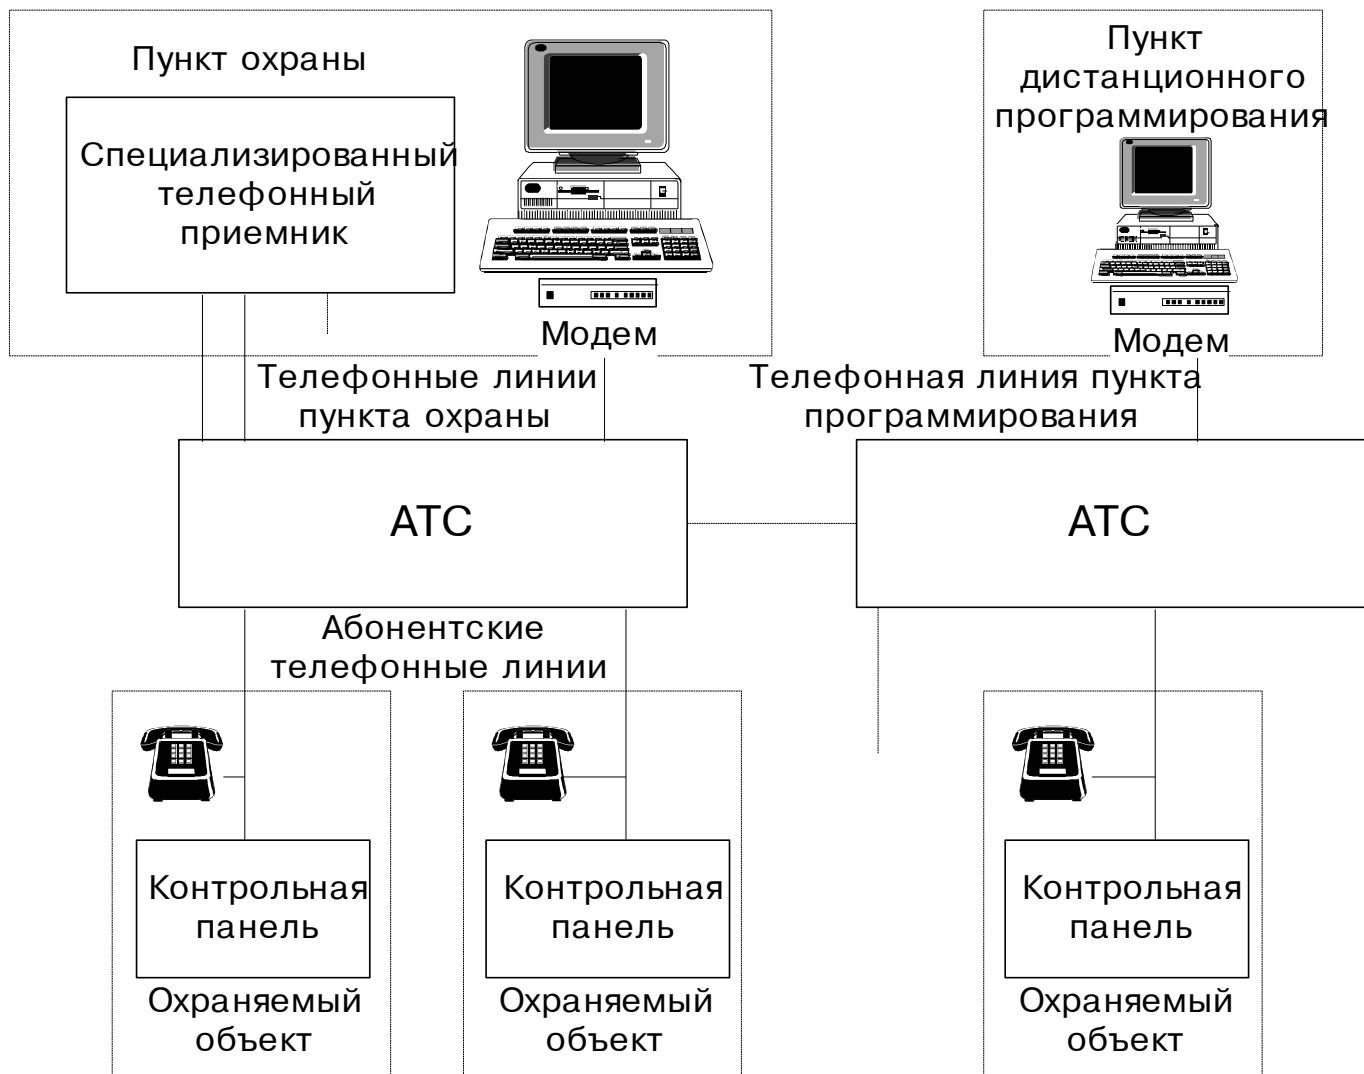 Пункт охраны
Специализированный
телефонный
приемник
Модем
Пункт
дистанционного
программирования
Модем
Телефонные линии
пункта охраны
Телефонная линия пункта
программирования
АТС
АТС
Абонентские
телефонные линии
Контрольная
панель
Охраняемый
объект
Контрольная
панель
Охраняемый
объект
Контрольная
панель
Охраняемый
объект